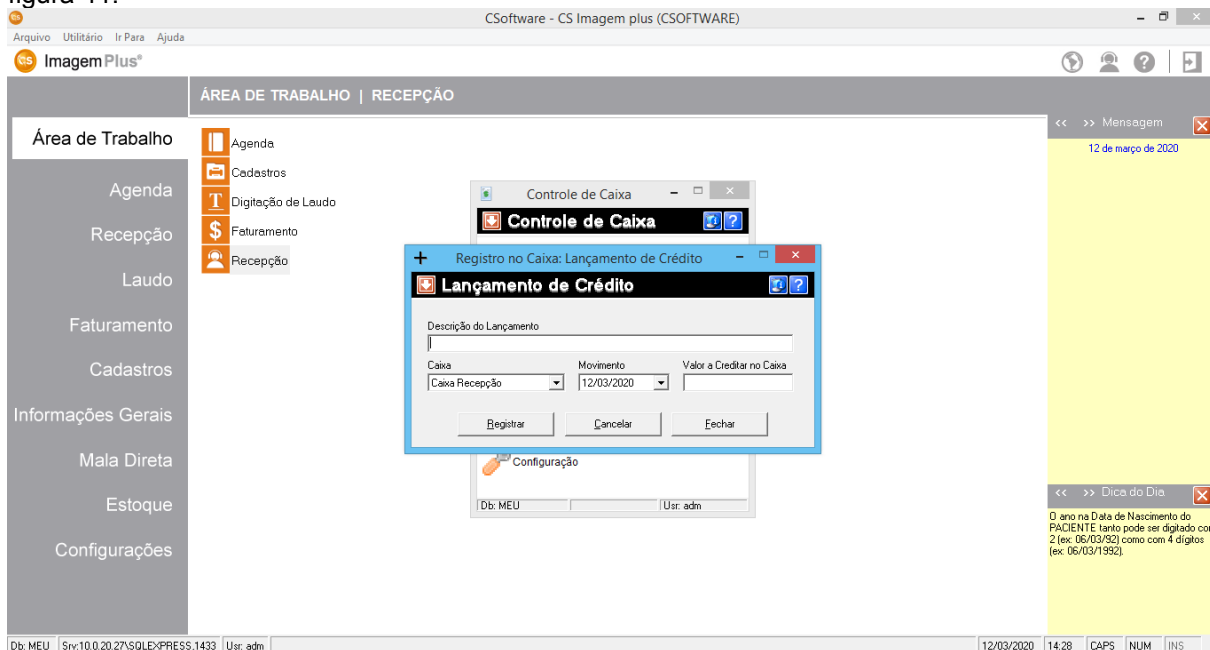 figura 11.
CSoftware - CS Imagem plus (CSOFTWARE)
Arquivo Utilitário Ir Para Ajuda
cs Imagem Plus®
ÁREA DE TRABALHO | RECEPÇÃO
Área de Trabalho
Agenda
Recepção
Laudo
Faturamento
Cadastros
Informações Gerais
Mala Direta
Estoque
Configurações
Agenda
Cadastros
Digitação de Laudo
Faturamento
Recepção
Controle de Caixa
Controle de Caixa
Registro no Caixa: Lançamento de Crédito
Lançamento de Crédito
Descrição do Lançamento
Caixa Movimento Valor a Creditar no Caixa
Caixa Recepção 12/03/2020
Registrar Cancelar Fechar
Configuração
Db: MEU Usr: adm
<< >> Mensagem
12 de março de 2020
<< >> Dica do Dia
O ano na Data de Nascimento do
PACIENTE tanto pode ser digitado co
2 (ex: 06/03/92) como com 4 dígitos
(ex: 06/03/1992).
Db: MEU Srv:10.0.20.27\SQLEXPRESS,1433 Usr: adm 12/03/2020 14:28 CAPS NUM INS